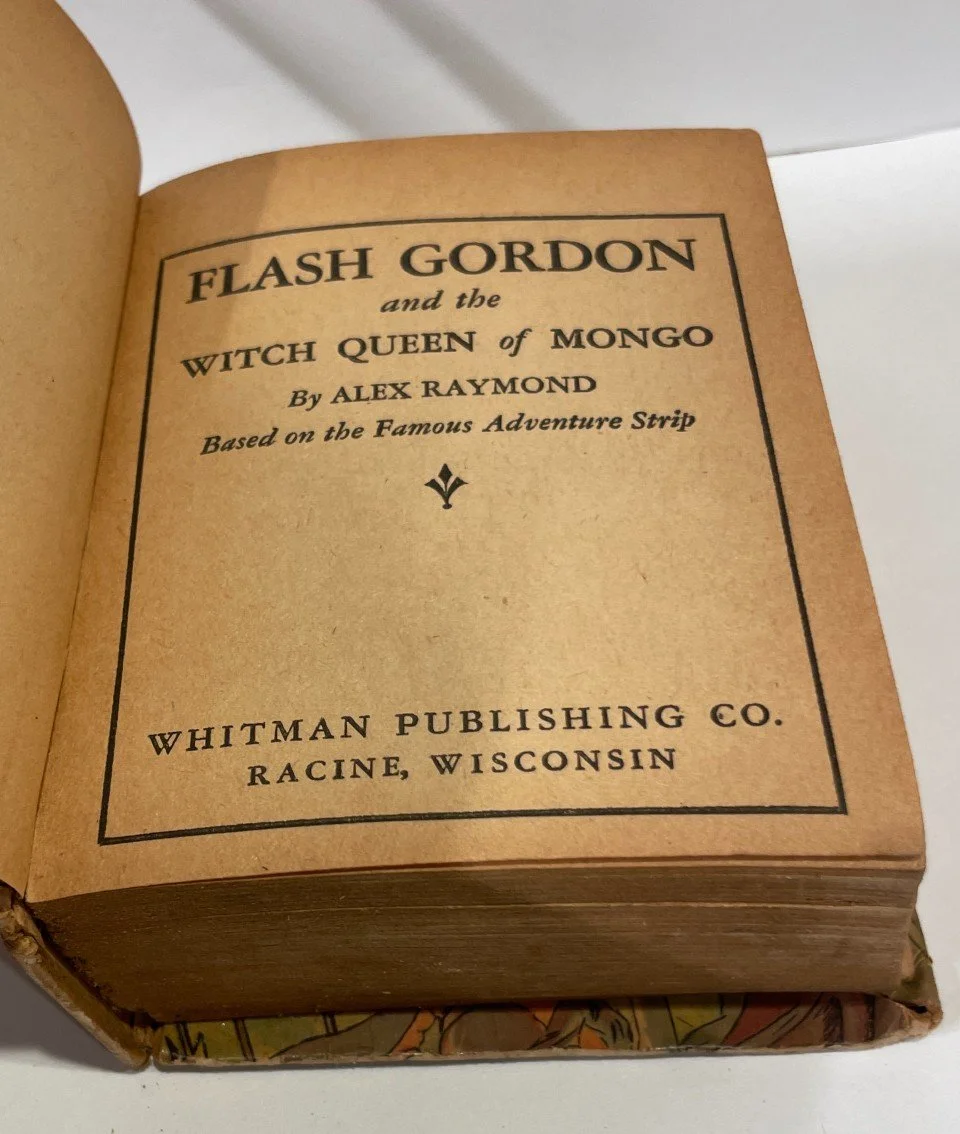 FLASH GORDON
and the
WITCH QUEEN of MONGO
By ALEX RAYMOND
Based on the Famous Adventure Strip
WHITMAN PUBLISHING CO.
RACINE, WISCONSIN